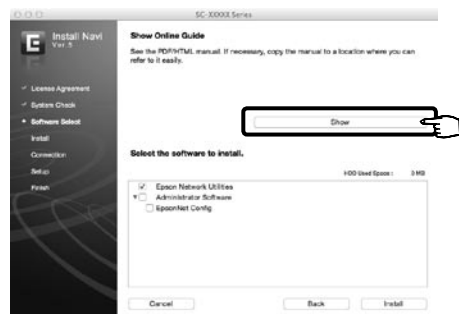 SC-XXXXX Series
Install Navi
Ver.5
License Agreement
System Check
Software Select
Install
Connection
Setup
Finish
Show Online Guide
See the PDF/HTML manual. If necessary, copy the manual to a location where you can
refer to it easily.
Show
Select the software to install.
HDD Used Space : 0 MB
Epson Network Utilities
Administrator Software
EpsonNet Config
Cancel
Back
Install